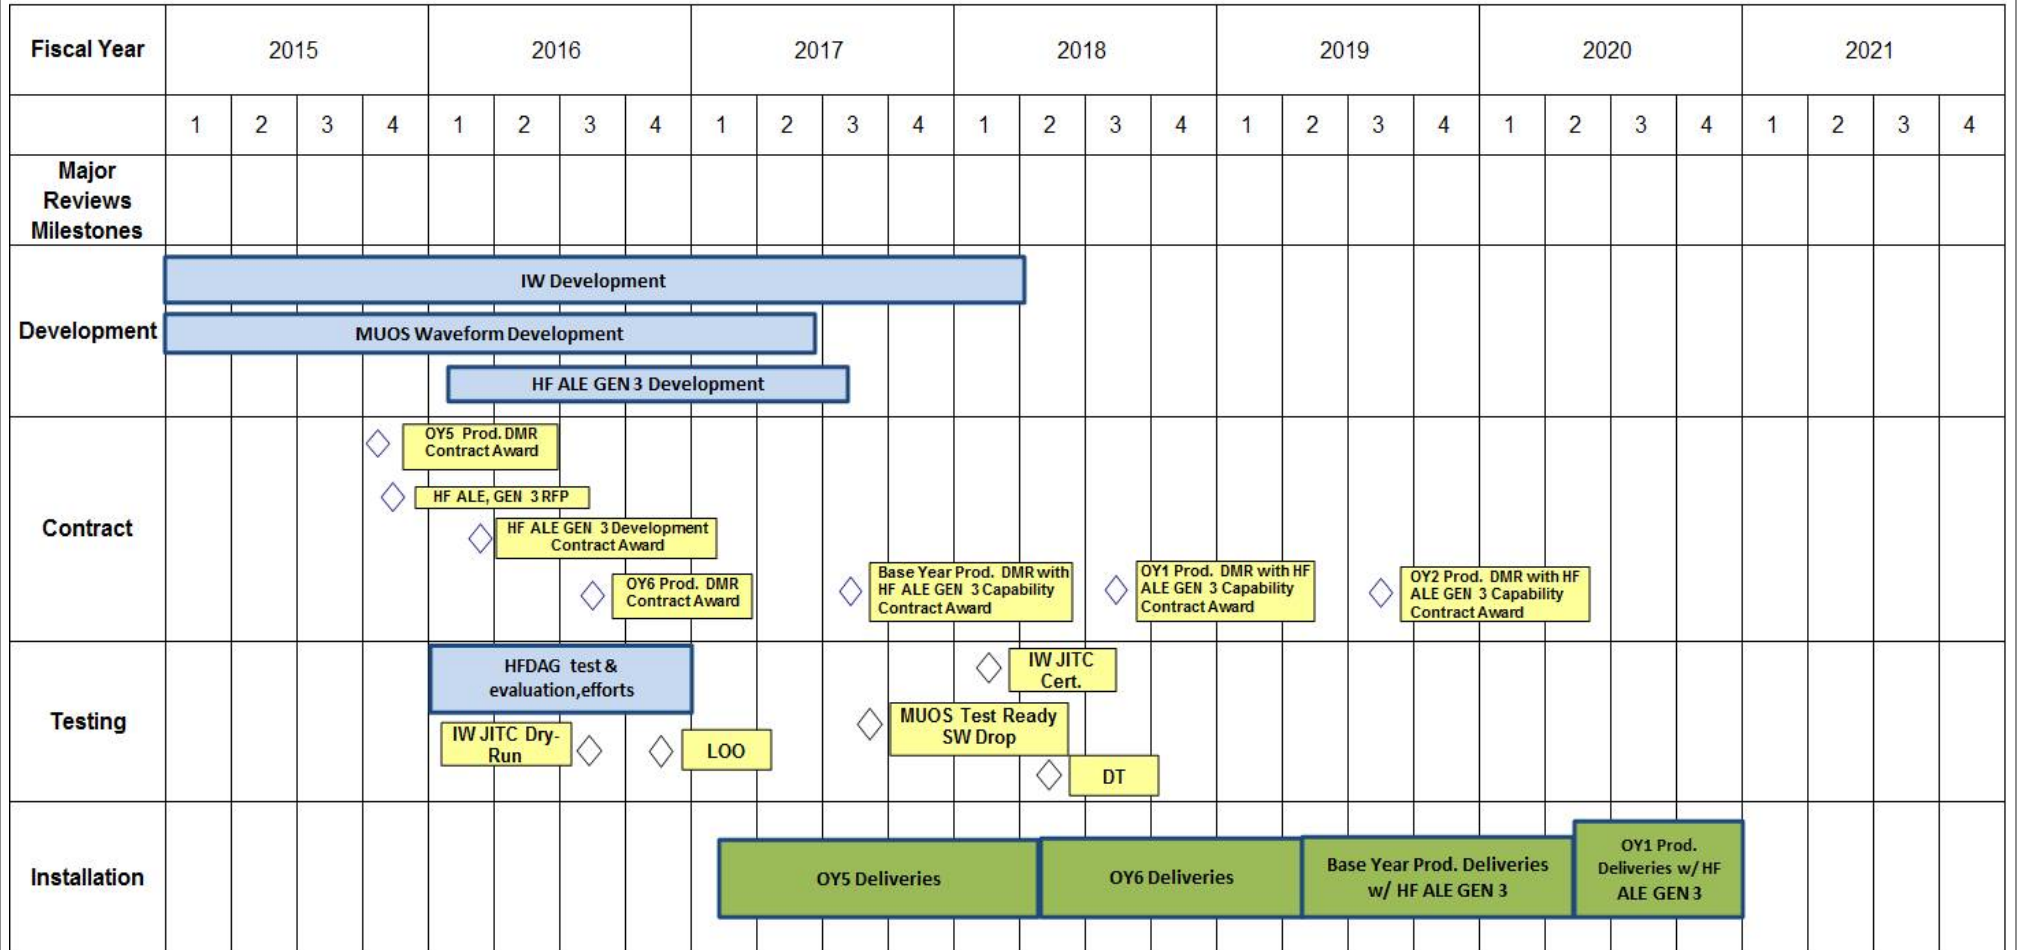 Fiscal Year 2015 2016 2017 2018 2019 2020 2021
1 2 3 4 1 2 3 4 1 2 3 4 1 2 3 4 1 2 3 4 1 2 3 4 1 2 3 4
Major
Reviews
Milestones
Development
IW Development
MUOS Waveform Development
HF ALE GEN 3 Development
Contract
OY5 Prod. DMR
Contract Award
HF ALE, GEN 3 RFP
HF ALE GEN 3 Development
Contract Award
OY6 Prod. DMR
Contract Award
Base Year Prod. DMR with
HF ALE GEN 3 Capability
Contract Award
OY1 Prod. DMR with HF
ALE GEN 3 Capability
Contract Award
OY2 Prod. DMR with HF
ALE GEN 3 Capability
Contract Award
Testing
HFDAG test &
evaluation,efforts
IW JITC Dry-
Run
LOO
IW JITC
Cert.
MUOS Test Ready
SW Drop
DT
Installation
OY5 Deliveries
OY6 Deliveries
Base Year Prod. Deliveries
w/ HF ALE GEN 3
OY1 Prod.
Deliveries w/ HF
ALE GEN 3